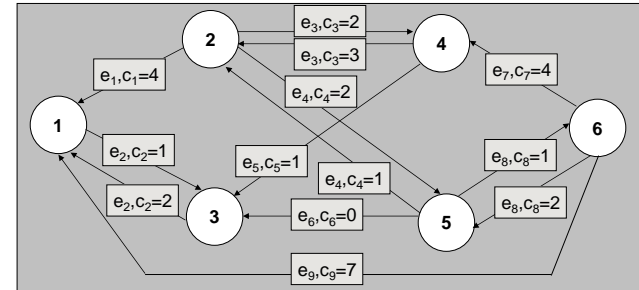 e3,c3=2
2
4
e3,c3=3
e1,c1=4
e7,c7=4
e4,c4=2
1
6
e2,c2=1
e5,c5=1
e8,c8=1
e4,c4=1
e2,c2=2
e8,c8=2
3
e6,c6=0
5
e9,c9=7